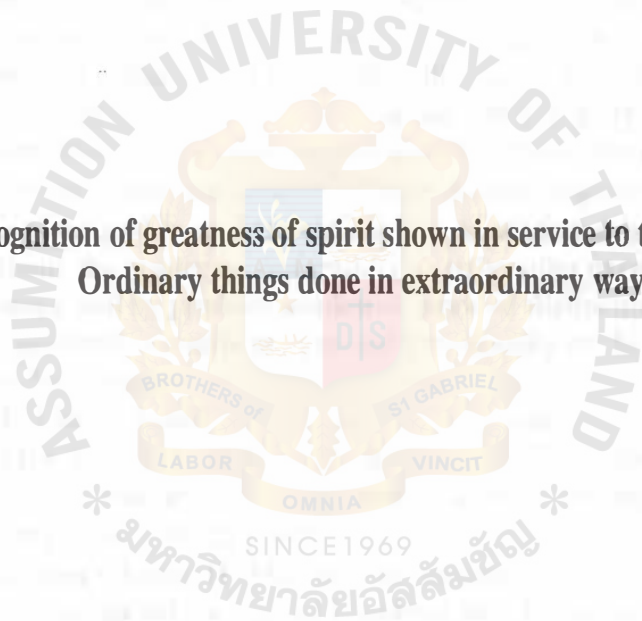 ASSUMPTION UNIVERSITY OF THAILAND
ognition of greatness of spirit shown in service to t
Ordinary things done in extraordinary way
D S
BROTHERS OF ST GABRIEL
LABOR
VINCIT
OMNIA
SINCE 1969
มหาวิทยาลัยอัสสัมชัญ